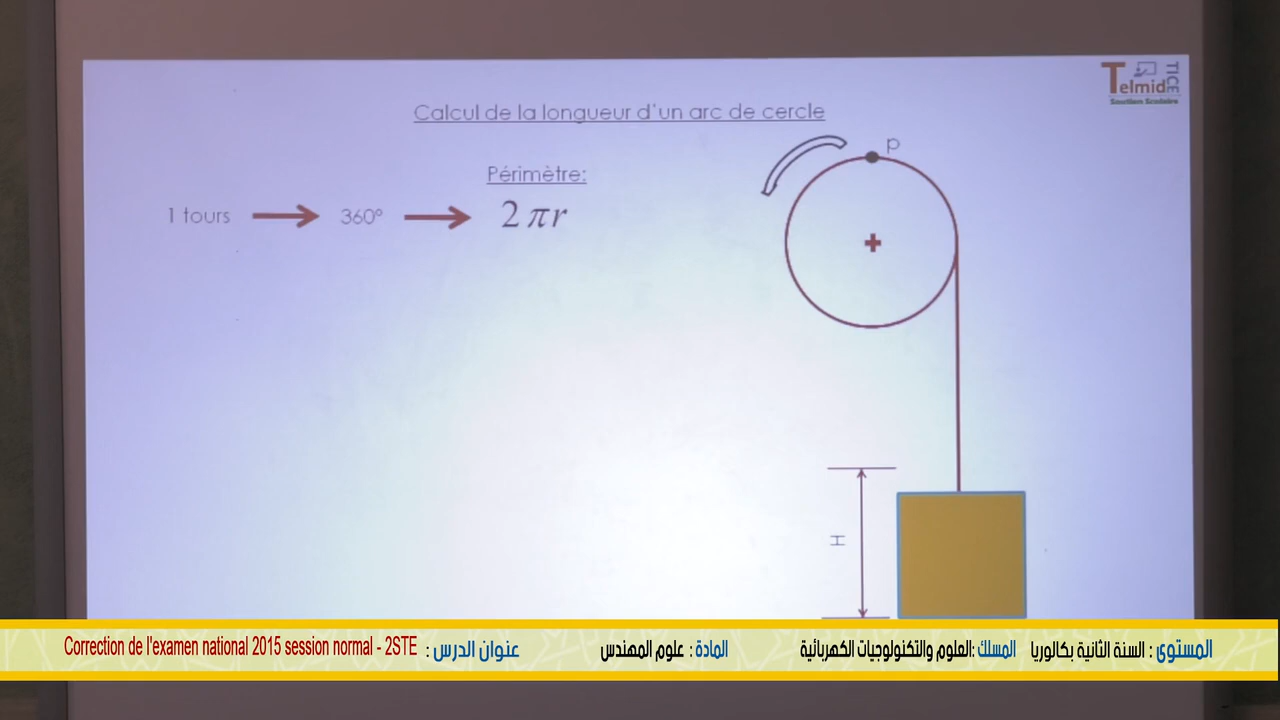 Telmid TICE
Soutien Scolaire
Calcul de la longueur d'un arc de cercle
p
Périmètre:
1 tours
360°
2πr
H
المستوى : السنة الثانية بكالوريا
المسلك :العلوم والتكنولوجيات الكهربائية
المادة : علوم المهندس
عنوان الدرس : Correction de l'examen national 2015 session normal - 2STE